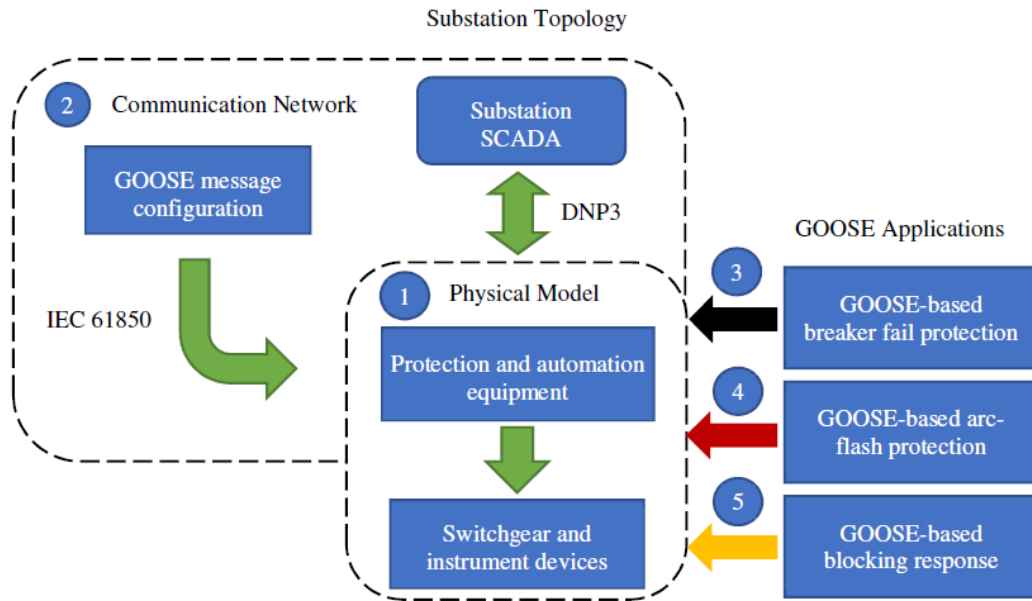 Substation Topology
2
Communication Network
Substation
SCADA
GOOSE message
configuration
DNP3
IEC 61850
1
Physical Model
Protection and automation
equipment
Switchgear and
instrument devices
GOOSE Applications
3
GOOSE-based
breaker fail protection
4
GOOSE-based arc-
flash protection
5
GOOSE-based
blocking response